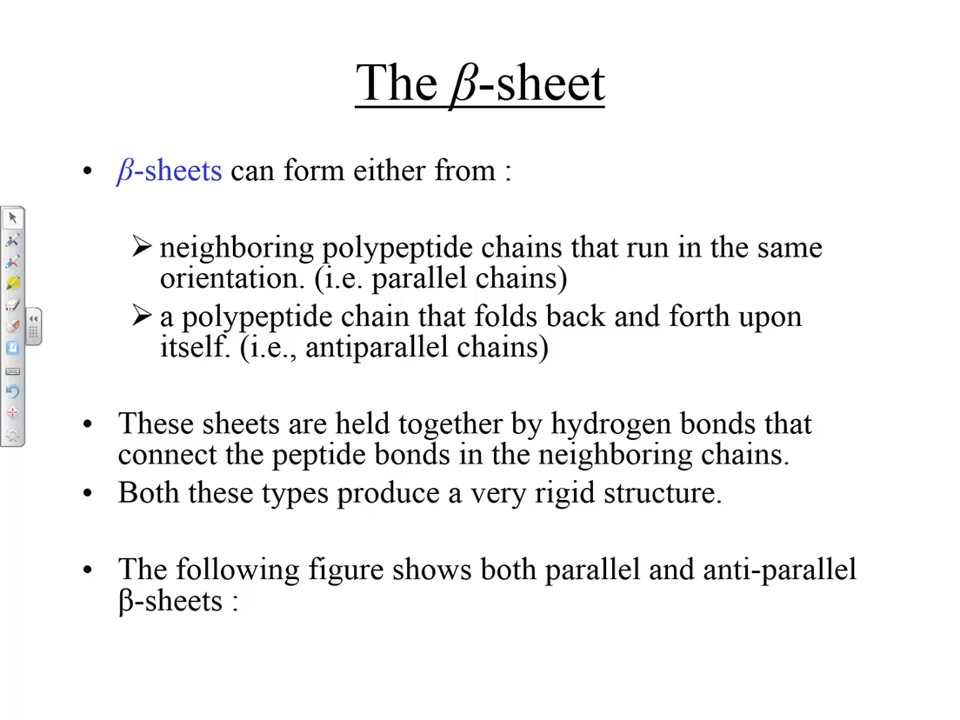 The β-sheet
• β-sheets can form either from :
➢ neighboring polypeptide chains that run in the same
orientation. (i.e. parallel chains)
➢ a polypeptide chain that folds back and forth upon
itself. (i.e., antiparallel chains)
• These sheets are held together by hydrogen bonds that
connect the peptide bonds in the neighboring chains.
• Both these types produce a very rigid structure.
• The following figure shows both parallel and anti-parallel
β-sheets :